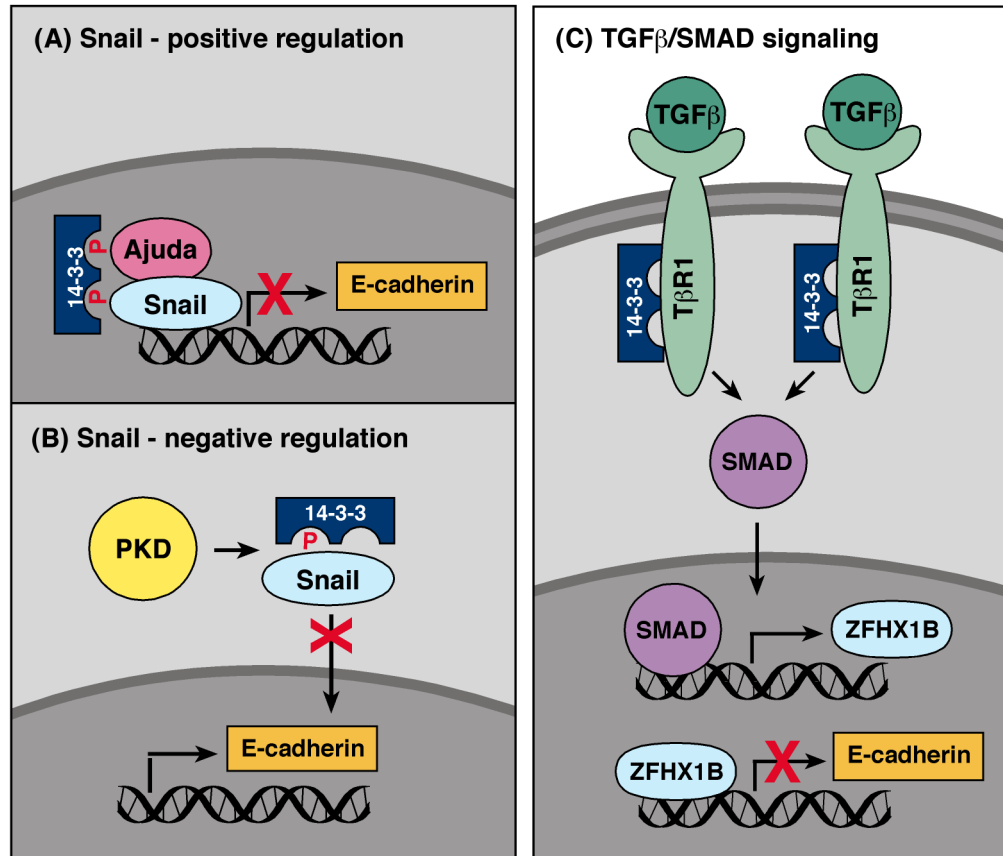 (A) Snail - positive regulation
14-3-3
P
Ajuda
P
Snail
E-cadherin
(B) Snail - negative regulation
PKD
14-3-3
P
Snail
E-cadherin
(C) TGFβ/SMAD signaling
TGFβ
TGFβ
14-3-3
TβR1
14-3-3
TβR1
SMAD
SMAD
ZFHX1B
ZFHX1B
E-cadherin